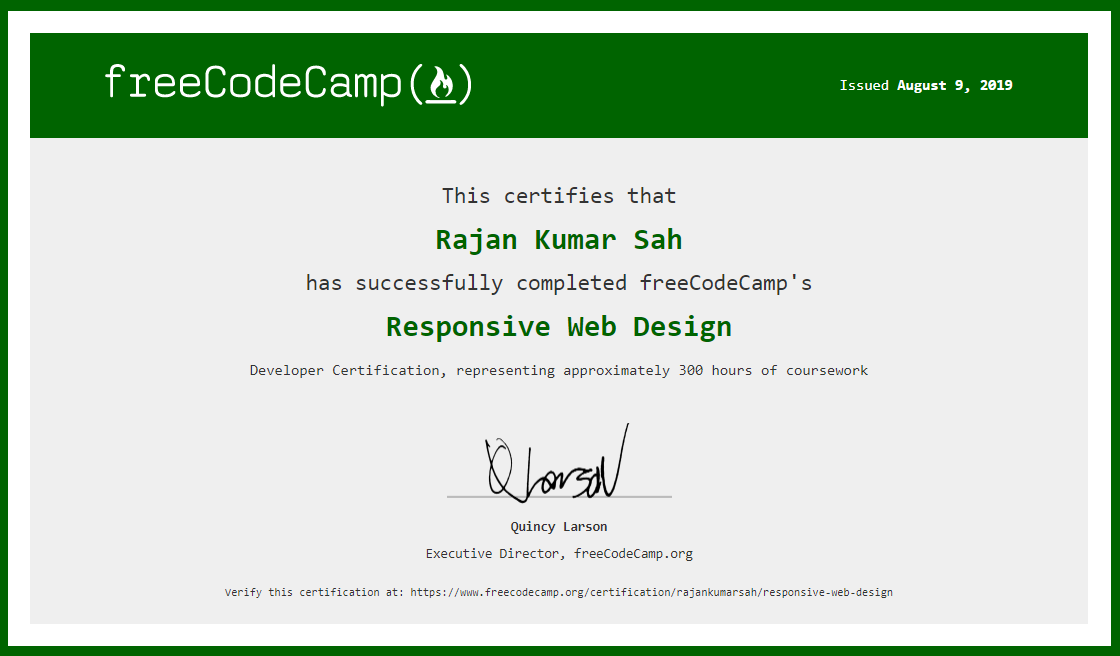 freeCodeCamp(🔥)
Issued August 9, 2019
This certifies that
Rajan Kumar Sah
has successfully completed freeCodeCamp's
Responsive Web Design
Developer Certification, representing approximately 300 hours of coursework
Q Larson
Quincy Larson
Executive Director, freeCodeCamp.org
Verify this certification at: https://www.freecodecamp.org/certification/rajankumarsah/responsive-web-design